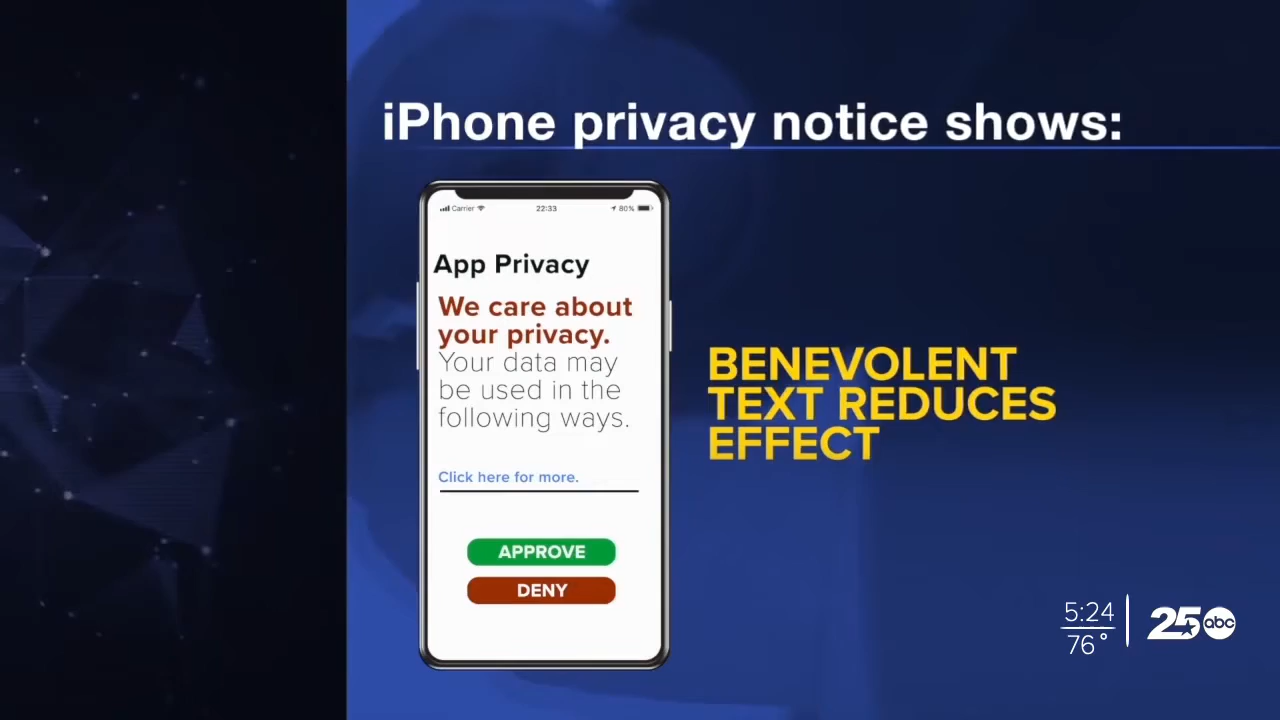 iPhone privacy notice shows:
Carrier 22:33 80%
App Privacy
We care about
your privacy.
Your data may
be used in the
following ways.
Click here for more.
APPROVE
DENY
BENEVOLENT
TEXT REDUCES
EFFECT
5:24
76°
25 abc